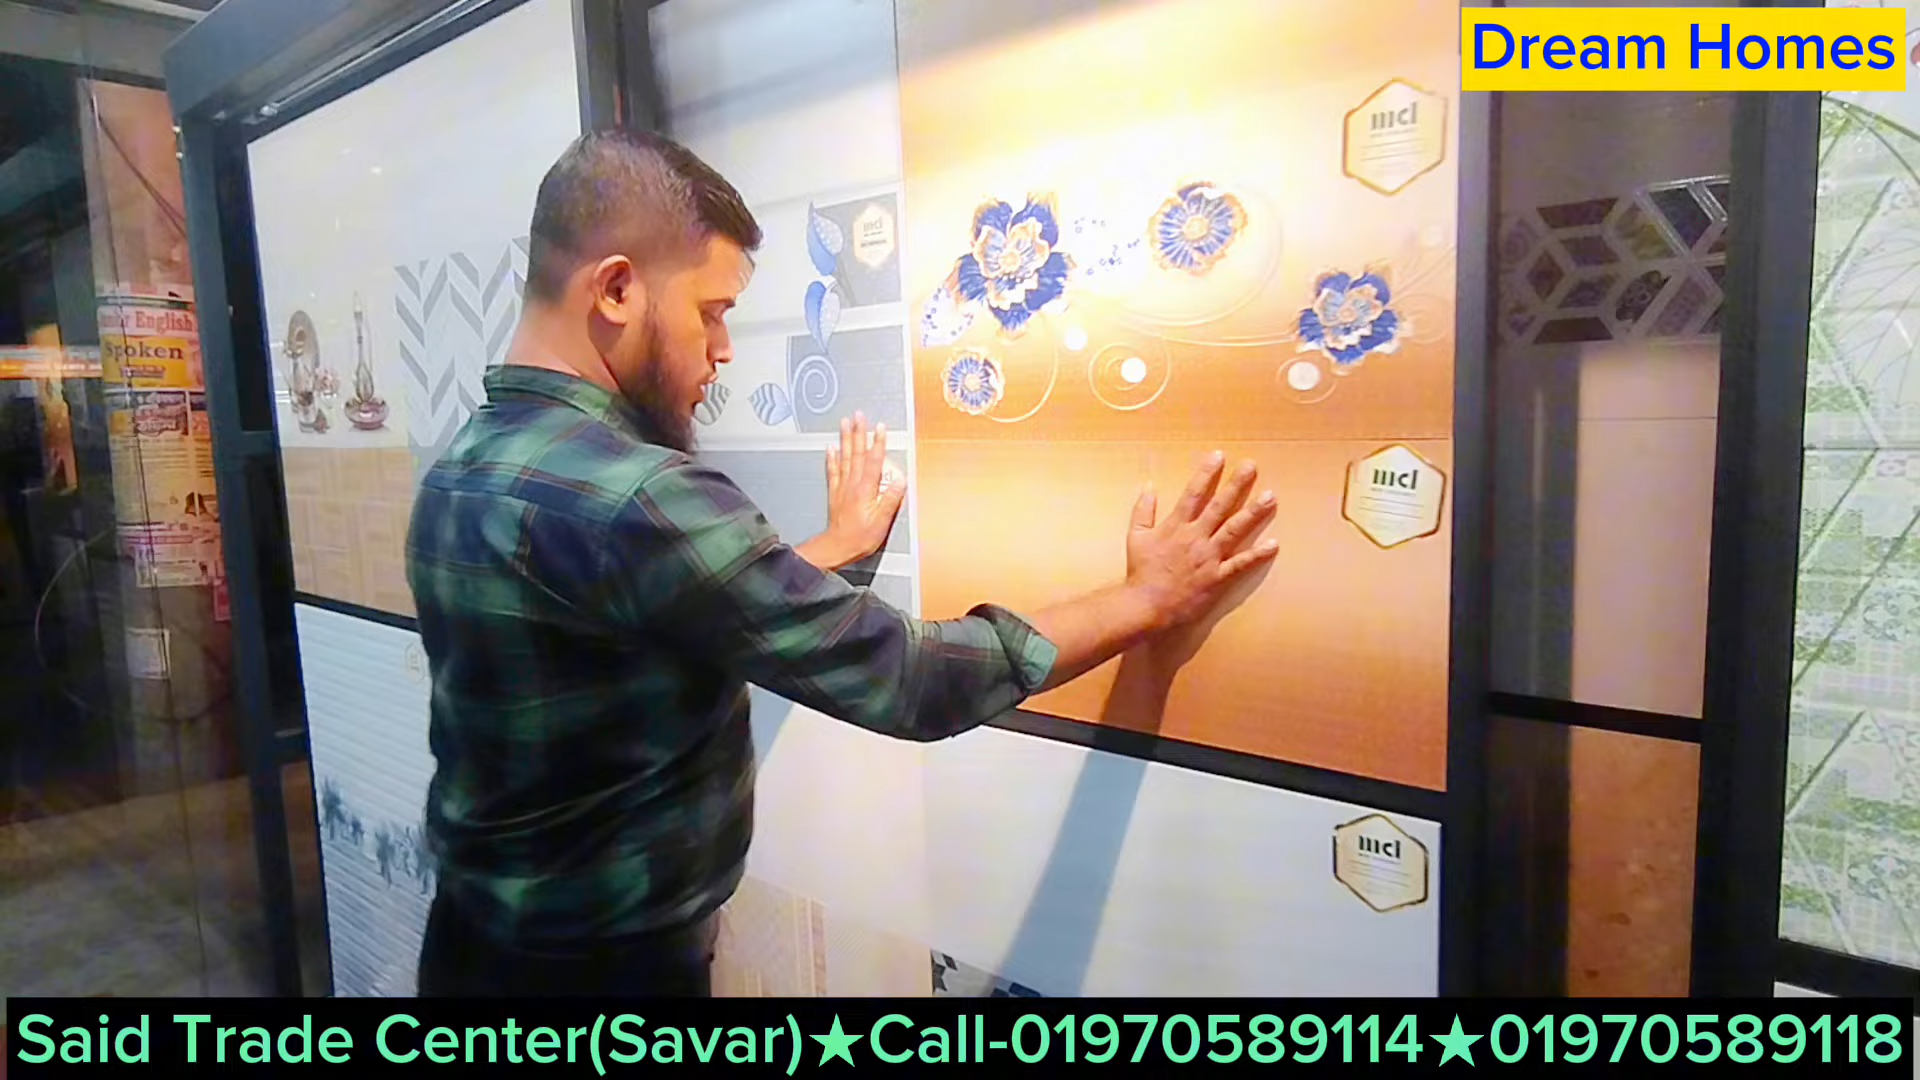 Dream Homes
mcl
mcl
mcl
mcl
English
Spoken
Said Trade Center(Savar)★Call-01970589114★01970589118